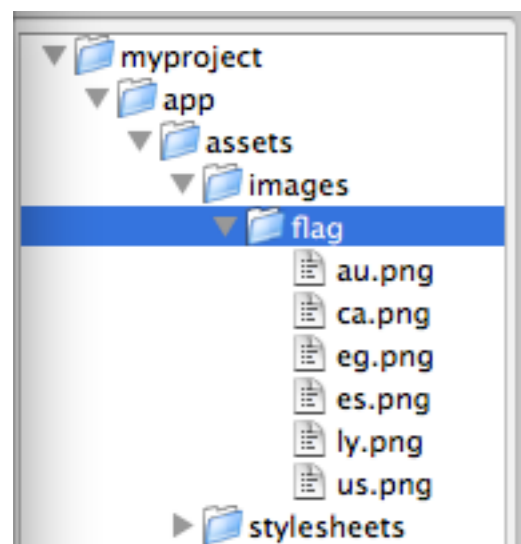 myproject
app
assets
images
flag
au.png
ca.png
eg.png
es.png
ly.png
us.png
stylesheets